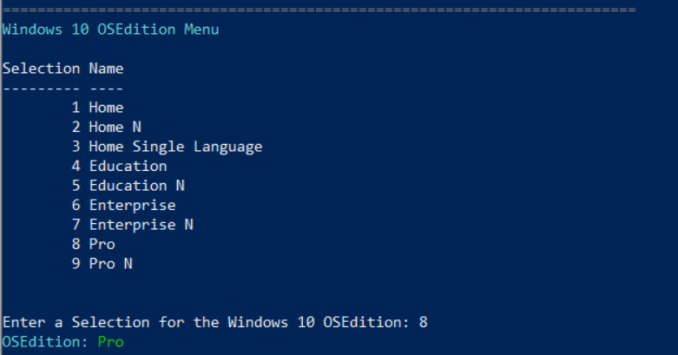 =========================================================================
Windows 10 OSEdition Menu
Selection Name
--------- ----
1 Home
2 Home N
3 Home Single Language
4 Education
5 Education N
6 Enterprise
7 Enterprise N
8 Pro
9 Pro N
Enter a Selection for the Windows 10 OSEdition: 8
OSEdition: Pro